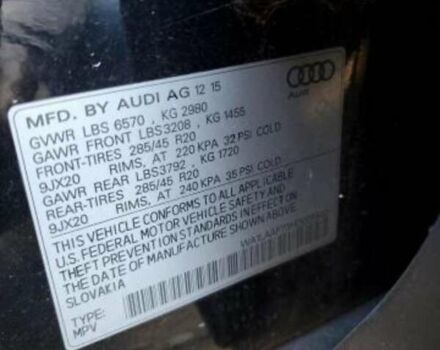 MFD. BY AUDI AG 12 15
GVWR LBS 6570 , KG 2980
GAWR FRONT LBS3208 , KG 1455
FRONT-TIRES 285/45 R20
9JX20 RIMS, AT 220 KPA 32 PSI COLD
GAWR REAR LBS3792 , KG 1720
REAR-TIRES 285/45 R20
9JX20 RIMS, AT 240 KPA 35 PSI COLD
THIS VEHICLE CONFORMS TO ALL APPLICABLE
U.S. FEDERAL MOTOR VEHICLE SAFETY AND
THEFT PREVENTION STANDARDS IN EFFECT ON
THE DATE OF MANUFACTURE SHOWN ABOVE.
SLOVAKIA
TYPE:
MPV
Audi